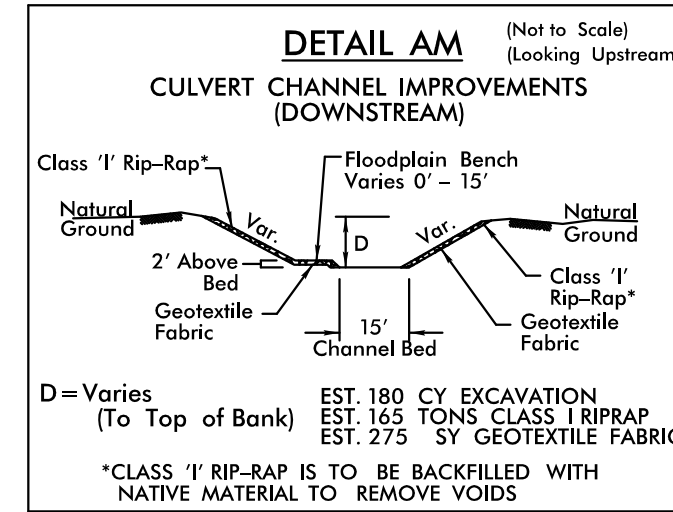 DETAIL AM
(Not to Scale)
(Looking Upstream
CULVERT CHANNEL IMPROVEMENTS
(DOWNSTREAM)
Class 'I' Rip-Rap*
Floodplain Bench
Varies 0' - 15'
Natural
Ground
Var.
D
Var.
Natural
Ground
2' Above
Bed
Geotextile
Fabric
15'
Channel Bed
Class 'I'
Rip-Rap*
Geotextile
Fabric
D = Varies
(To Top of Bank)
EST. 180 CY EXCAVATION
EST. 165 TONS CLASS I RIPRAP
EST. 275 SY GEOTEXTILE FABRIC
*CLASS 'I' RIP-RAP IS TO BE BACKFILLED WITH
NATIVE MATERIAL TO REMOVE VOIDS